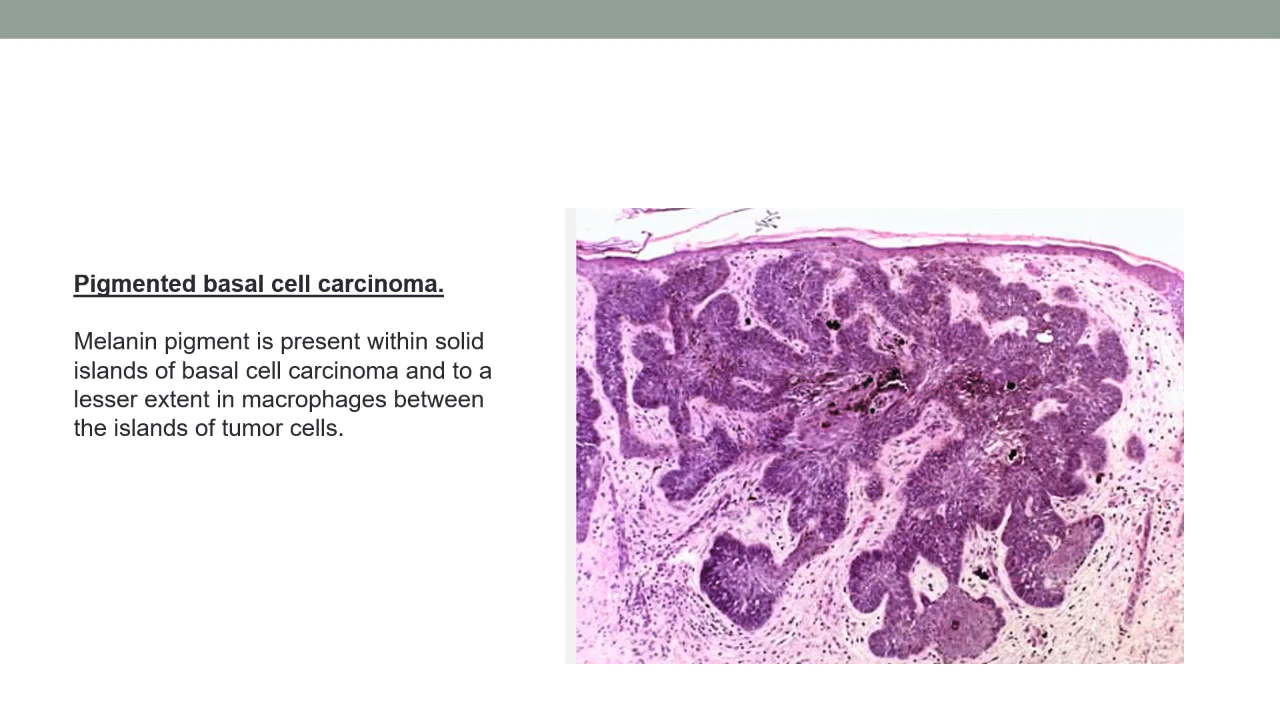 Pigmented basal cell carcinoma.
Melanin pigment is present within solid
islands of basal cell carcinoma and to a
lesser extent in macrophages between
the islands of tumor cells.